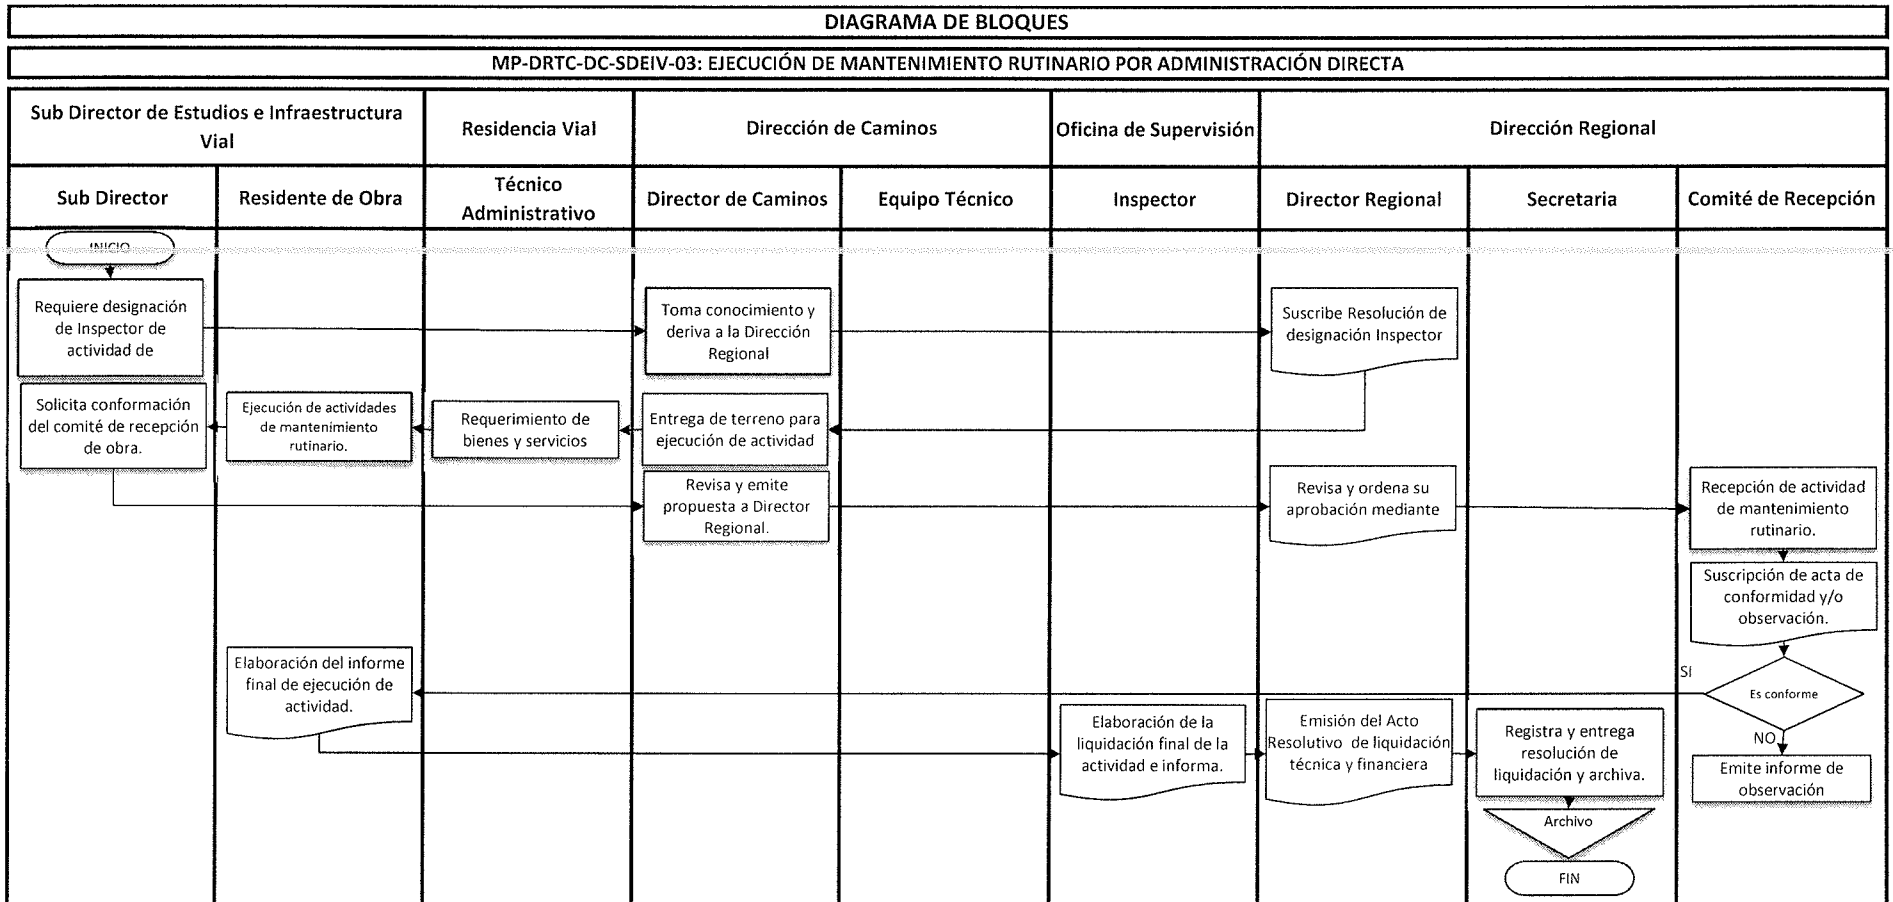 DIAGRAMA DE BLOQUES
MP-DRTC-DC-SDEIV-03: EJECUCIÓN DE MANTENIMIENTO RUTINARIO POR ADMINISTRACIÓN DIRECTA
Sub Director de Estudios e Infraestructura
Vial
Residencia Vial
Dirección de Caminos
Oficina de Supervisión
Dirección Regional
Sub Director
Residente de Obra
Técnico
Administrativo
Director de Caminos
Equipo Técnico
Inspector
Director Regional
Secretaria
Comité de Recepción
INICIO
Requiere designación
de Inspector de
actividad de
Toma conocimiento y
deriva a la Dirección
Regional
Suscribe Resolución de
designación Inspector
Solicita conformación
del comité de recepción
de obra.
Ejecución de actividades
de mantenimiento
rutinario.
Requerimiento de
bienes y servicios
Entrega de terreno para
ejecución de actividad
Revisa y emite
propuesta a Director
Regional.
Revisa y ordena su
aprobación mediante
Recepción de actividad
de mantenimiento
rutinario.
Suscripción de acta de
conformidad y/o
observación.
Elaboración del informe
final de ejecución de
actividad.
Sí
Es conforme
NO
Elaboración de la
liquidación final de la
actividad e informa.
Emisión del Acto
Resolutivo de liquidación
técnica y financiera
Registra y entrega
resolución de
liquidación y archiva.
Emite informe de
observación
Archivo
FIN